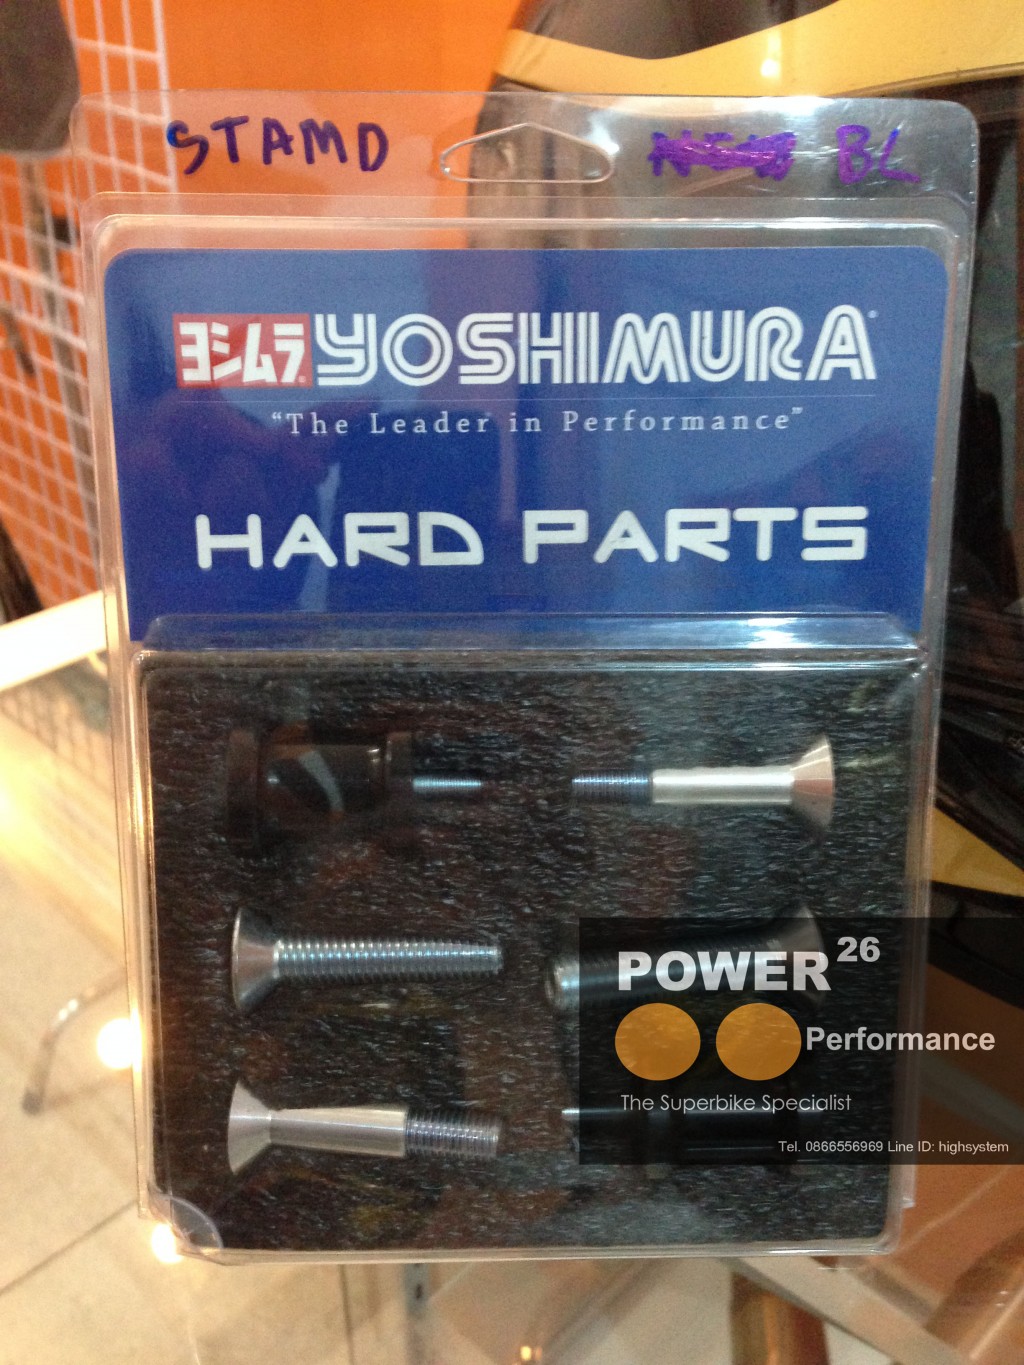 STAMD
BL
ヨシムラ YOSHIMURA®
“The Leader in Performance”
HARD PARTS
POWER 26
Performance
The Superbike Specialist
Tel. 0866556969 Line ID: highsystem